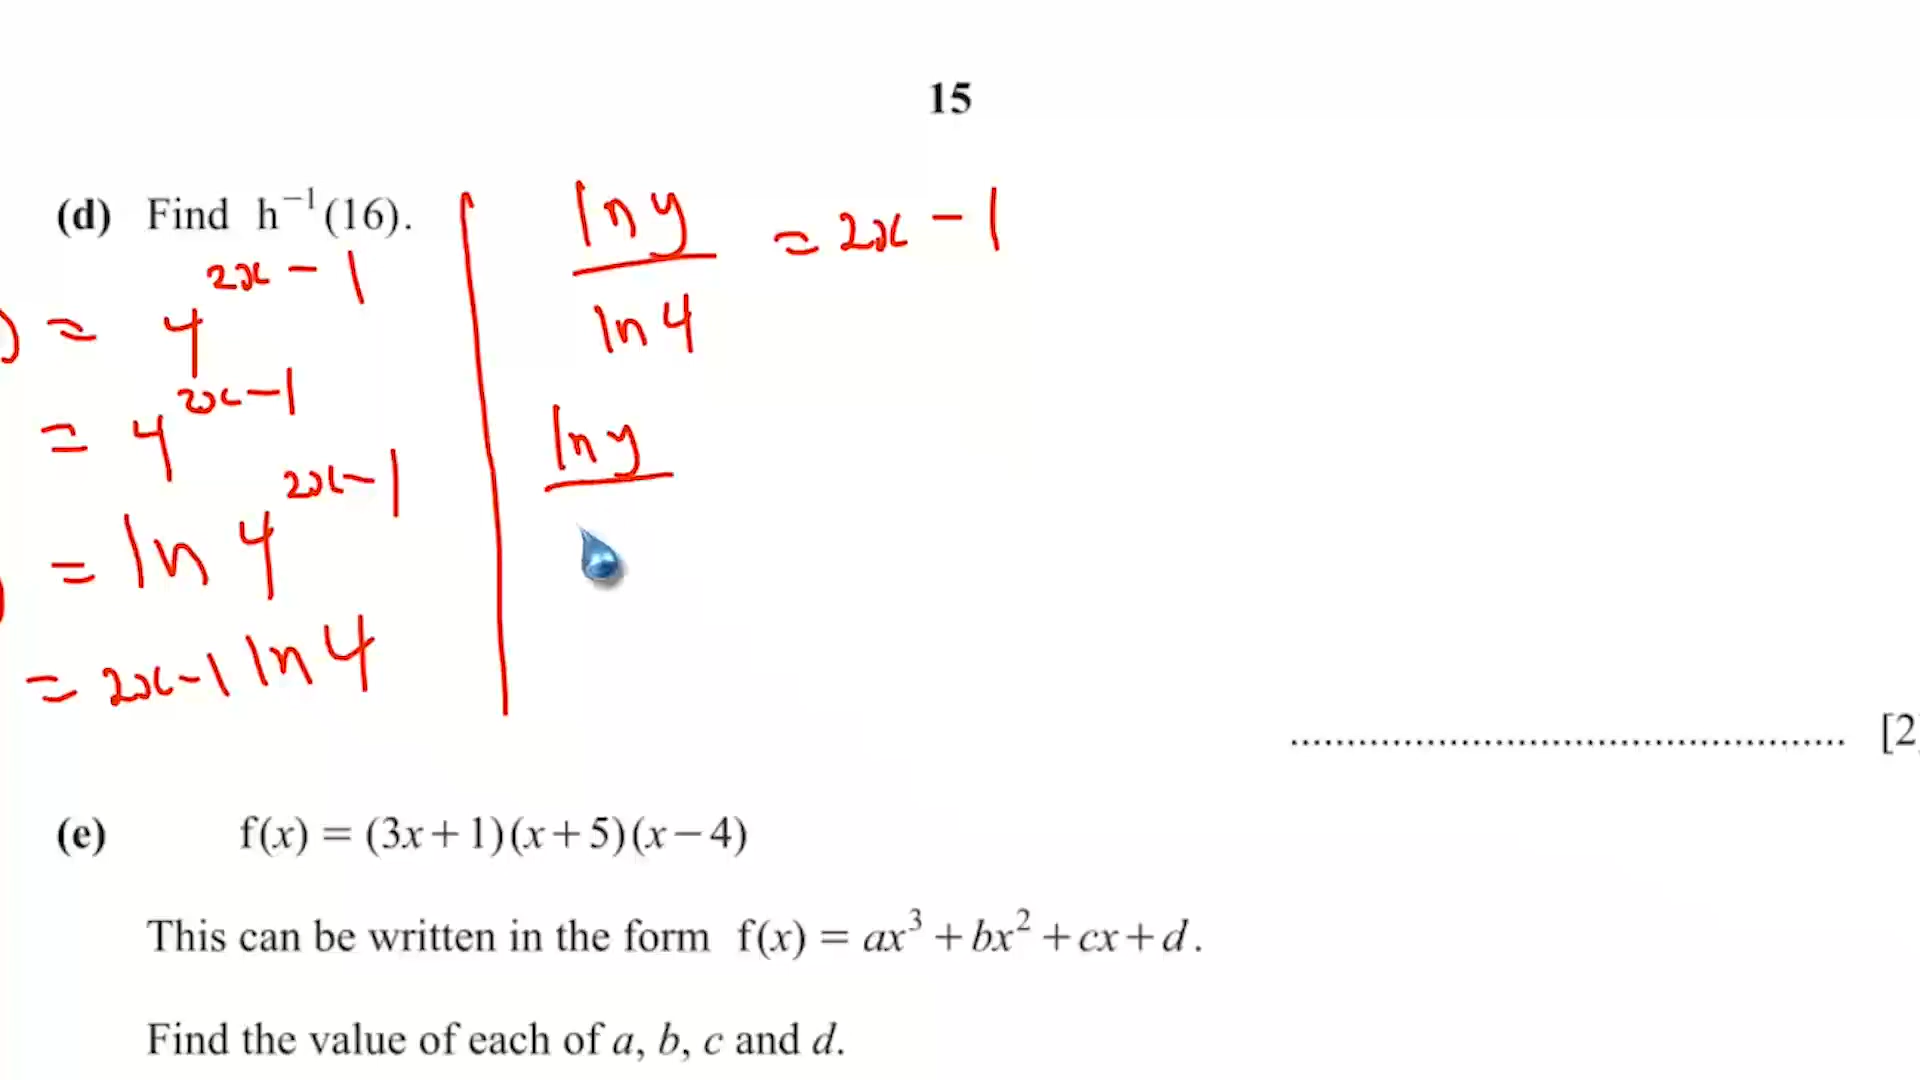 15
(d) Find h⁻¹(16).
) = 4^(2x-1)
= 4^(2x-1)
= ln 4^(2x-1)
= 2x-1 ln 4
ln y
———— = 2x - 1
ln 4
ln y
————
[2]
(e) f(x) = (3x+1)(x+5)(x-4)
This can be written in the form f(x) = ax³ + bx² + cx + d.
Find the value of each of a, b, c and d.